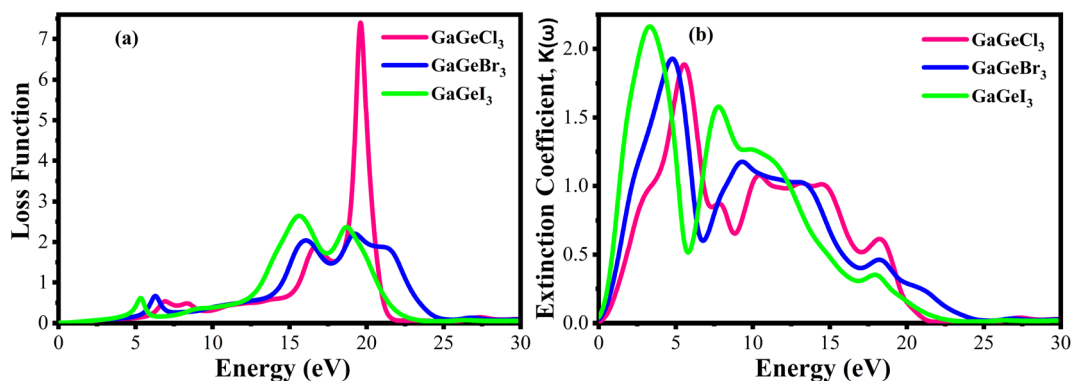 (a)
GaGeCl₃
GaGeBr₃
GaGeI₃
Loss Function
7
6
5
4
3
2
1
0
0 5 10 15 20 25 30
Energy (eV)
(b)
GaGeCl₃
GaGeBr₃
GaGeI₃
Extinction Coefficient, K(ω)
2.0
1.5
1.0
0.5
0.0
0 5 10 15 20 25 30
Energy (eV)